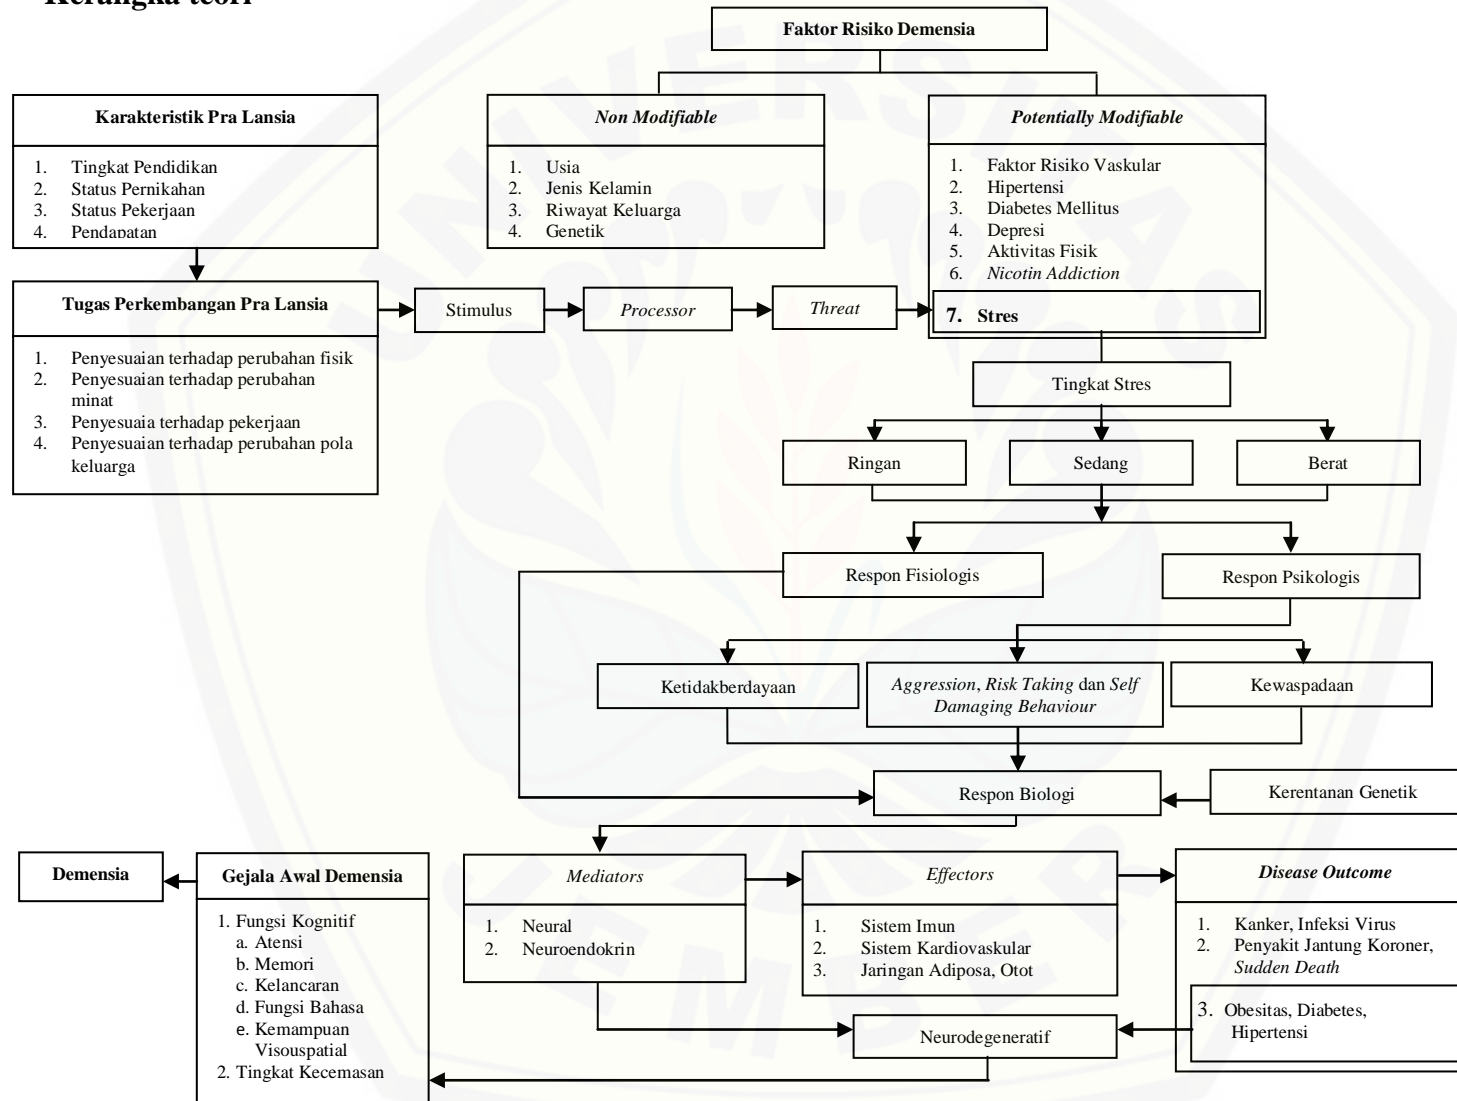 Kerangka teori
Faktor Risiko Demensia
Karakteristik Pra Lansia
1. Tingkat Pendidikan
2. Status Pernikahan
3. Status Pekerjaan
4. Pendapatan
Non Modifiable
1. Usia
2. Jenis Kelamin
3. Riwayat Keluarga
4. Genetik
Potentially Modifiable
1. Faktor Risiko Vaskular
2. Hipertensi
3. Diabetes Mellitus
4. Depresi
5. Aktivitas Fisik
6. Nicotin Addiction
7. Stres
Tugas Perkembangan Pra Lansia
1. Penyesuaian terhadap perubahan fisik
2. Penyesuaian terhadap perubahan
minat
3. Penyesuaia terhadap pekerjaan
4. Penyesuaian terhadap perubahan pola
keluarga
Stimulus
Processor
Threat
Tingkat Stres
Ringan
Sedang
Berat
Respon Fisiologis
Respon Psikologis
Ketidakberdayaan
Aggression, Risk Taking dan Self
Damaging Behaviour
Kewaspadaan
Respon Biologi
Kerentanan Genetik
Demensia
Gejala Awal Demensia
1. Fungsi Kognitif
a. Atensi
b. Memori
c. Kelancaran
d. Fungsi Bahasa
e. Kemampuan
Visouspatial
2. Tingkat Kecemasan
Mediators
1. Neural
2. Neuroendokrin
Effectors
1. Sistem Imun
2. Sistem Kardiovaskular
3. Jaringan Adiposa, Otot
Disease Outcome
1. Kanker, Infeksi Virus
2. Penyakit Jantung Koroner,
Sudden Death
3. Obesitas, Diabetes,
Hipertensi
Neurodegeneratif
UNIVERSITAS
JEMBER